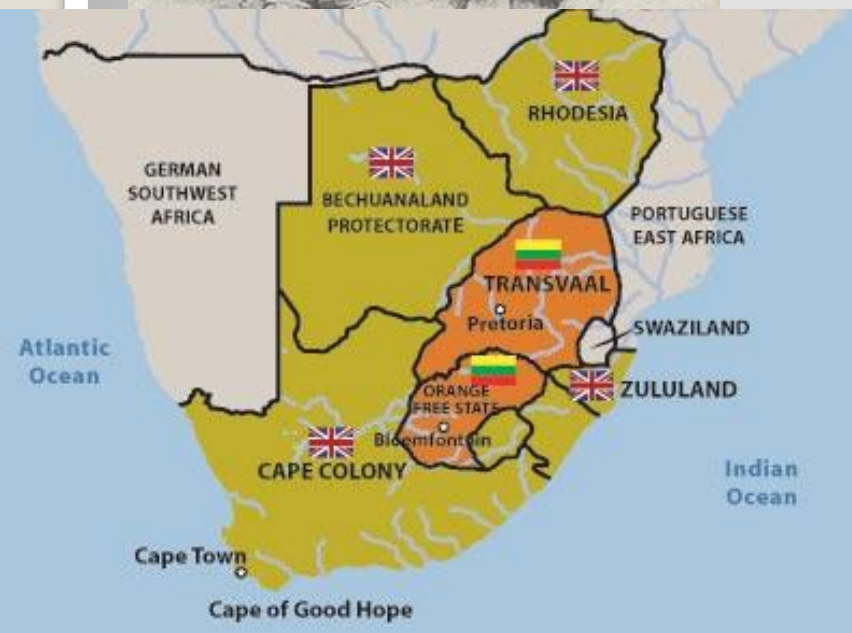 RHODESIA
GERMAN
SOUTHWEST
AFRICA
BECHUANALAND
PROTECTORATE
PORTUGUESE
EAST AFRICA
TRANSVAAL
Pretoria
SWAZILAND
Atlantic
Ocean
ORANGE
FREE STATE
ZULULAND
Bloemfontein
CAPE COLONY
Indian
Ocean
Cape Town
Cape of Good Hope